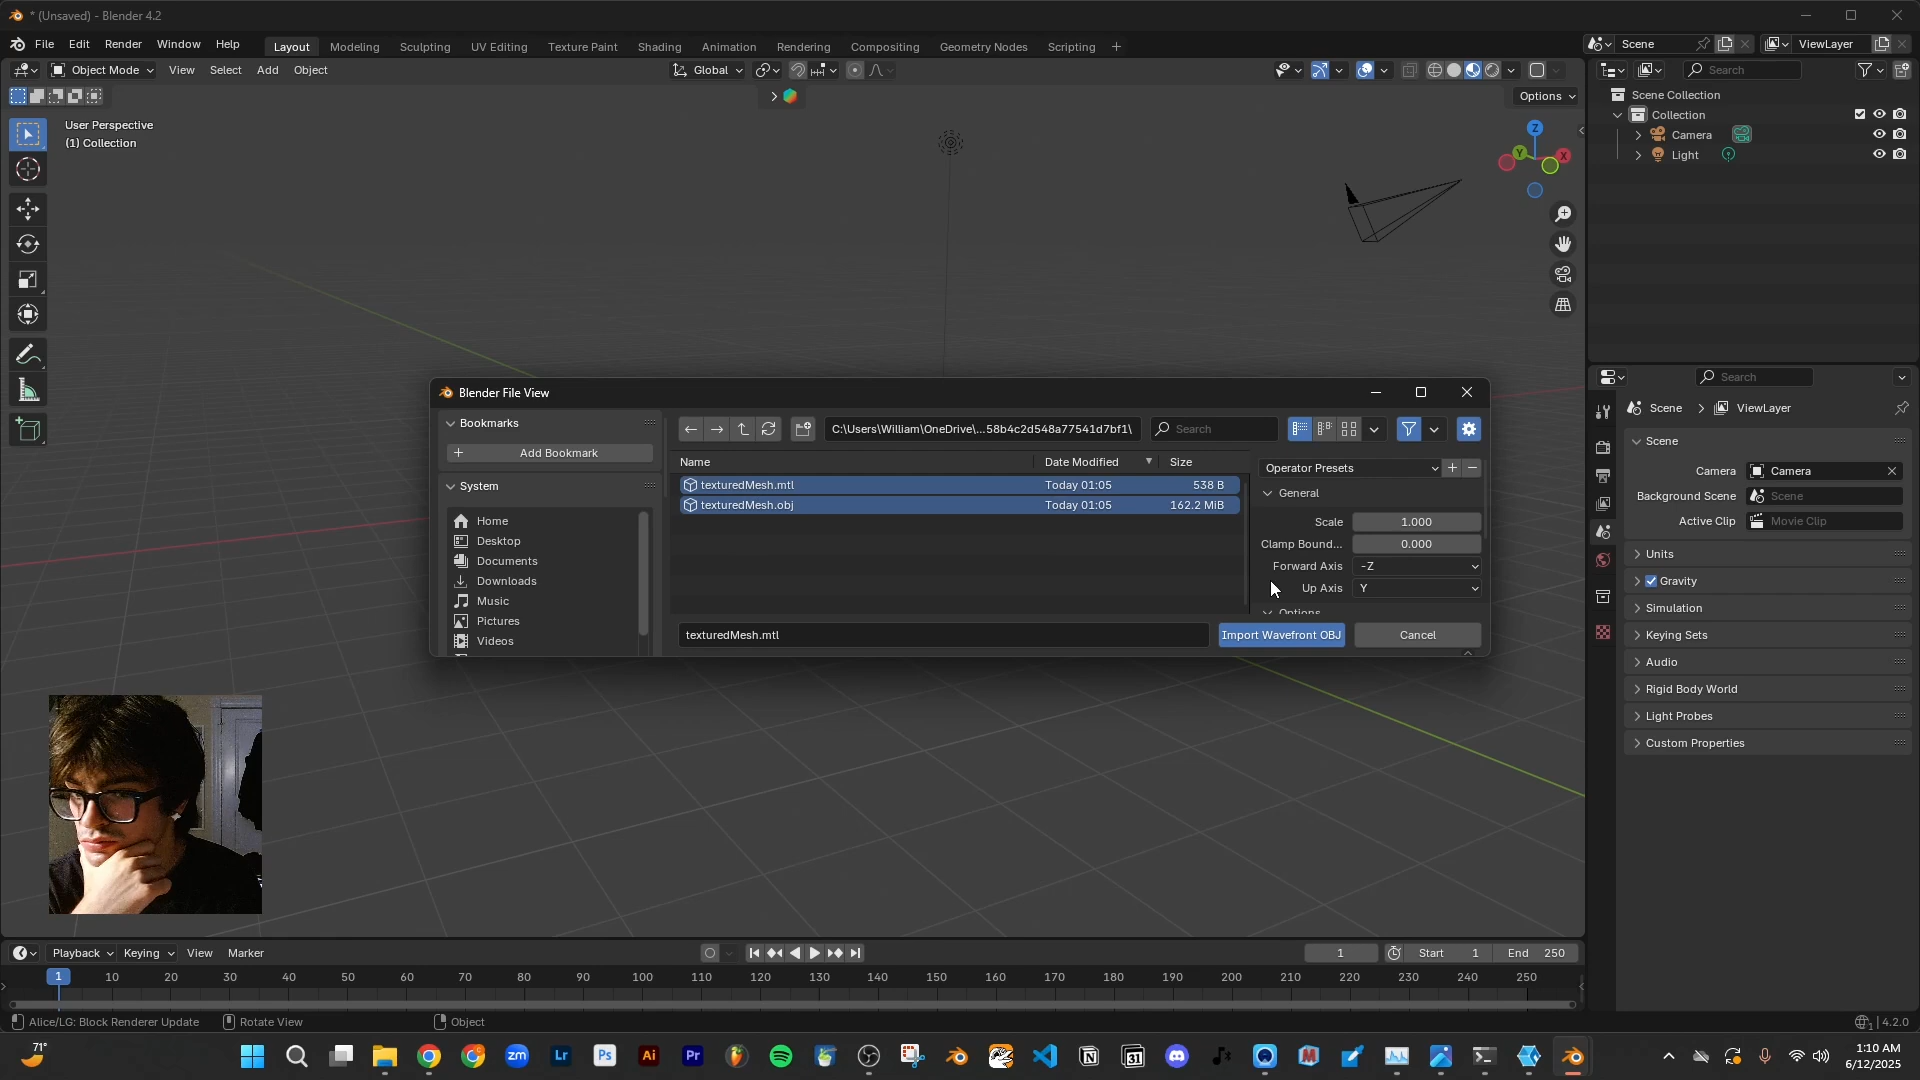 * (Unsaved) - Blender 4.2
File Edit Render Window Help Layout Modeling Sculpting UV Editing Texture Paint Shading Animation Rendering Compositing Geometry Nodes Scripting + Scene ViewLayer
Object Mode View Select Add Object Global Search
Options
User Perspective
(1) Collection
Scene Collection
Collection
Camera
Light
Z
Y X
Blender File View
Bookmarks
Add Bookmark
System
Home
Desktop
Documents
Downloads
Music
Pictures
Videos
C:\Users\William\OneDrive\...58b4c2d548a77541d7bf1\ Search
Name Date Modified Size
texturedMesh.mtl Today 01:05 538 B
texturedMesh.obj Today 01:05 162.2 MiB
Operator Presets
General
Scale 1.000
Clamp Bound... 0.000
Forward Axis -Z
Up Axis Y
Options
texturedMesh.mtl Import Wavefront OBJ Cancel
Search
Scene ViewLayer
Scene
Camera Camera
Background Scene Scene
Active Clip Movie Clip
Units
Gravity
Simulation
Keying Sets
Audio
Rigid Body World
Light Probes
Custom Properties
Playback Keying View Marker 1 Start 1 End 250
1 10 20 30 40 50 60 70 80 90 100 110 120 130 140 150 160 170 180 190 200 210 220 230 240 250
Alice/LG: Block Renderer Update Rotate View Object 4.2.0
71°
zm Lr Ps Ai Pr N 31 M
1:10 AM
6/12/2025